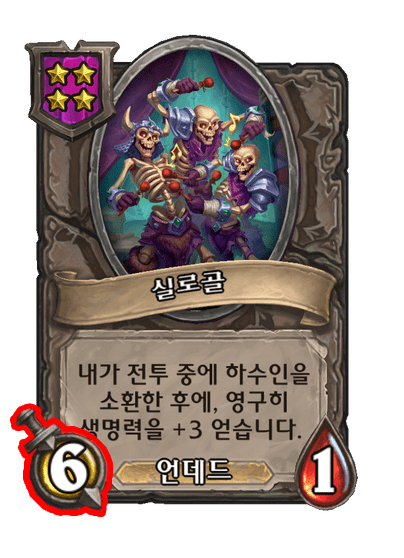 실로골
내가 전투 중에 하수인을
소환한 후에, 영구히
생명력을 +3 얻습니다.
6
언데드
1